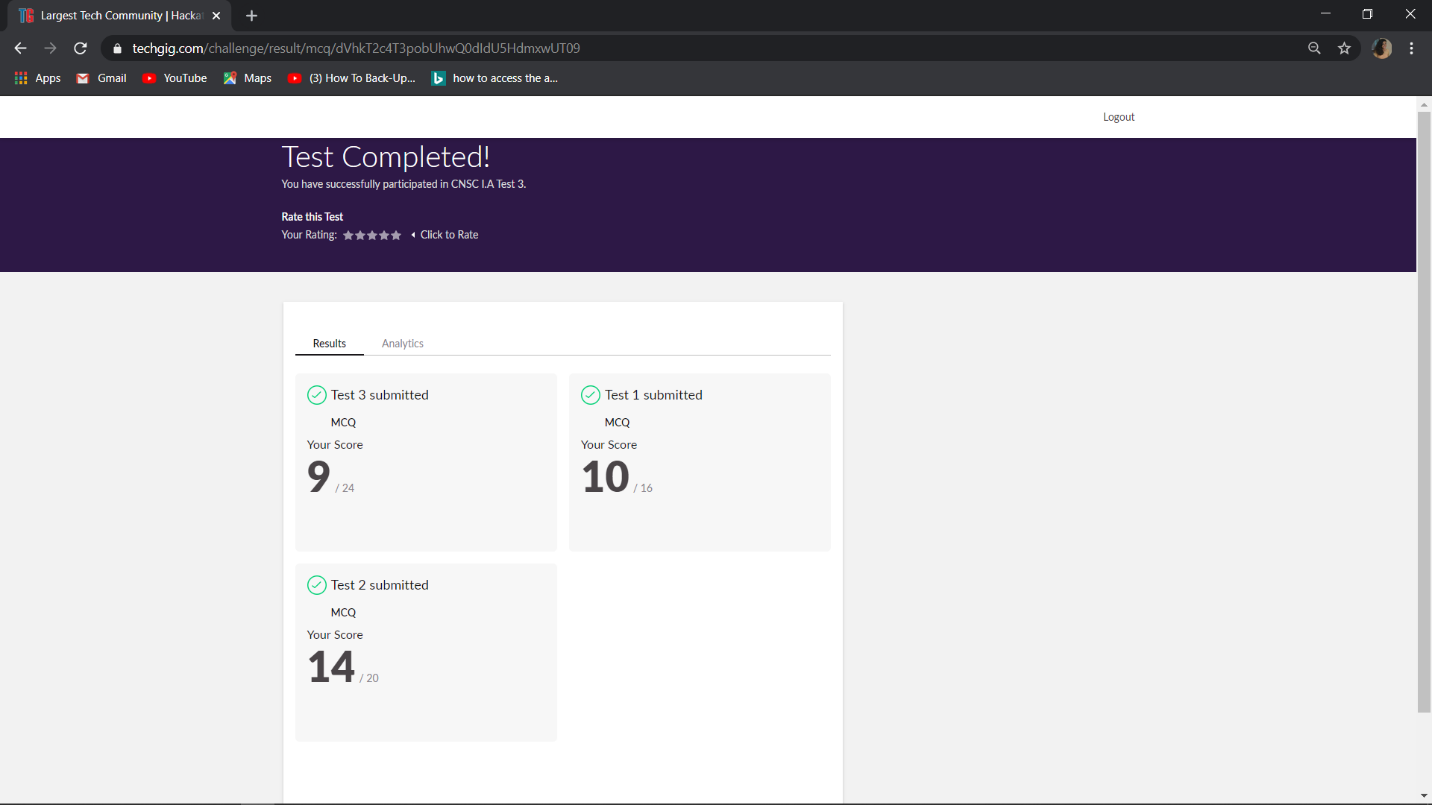 Largest Tech Community | Hacka
techgig.com/challenge/result/mcq/dVhkT2c4T3pobUhwQ0dIdU5HdmxwUT09
Apps Gmail YouTube Maps (3) How To Back-Up... how to access the a...
Logout
Test Completed!
You have successfully participated in CNSC I.A Test 3.
Rate this Test
Your Rating: Click to Rate
Results Analytics
Test 3 submitted
MCQ
Your Score
9 / 24
Test 1 submitted
MCQ
Your Score
10 / 16
Test 2 submitted
MCQ
Your Score
14 / 20